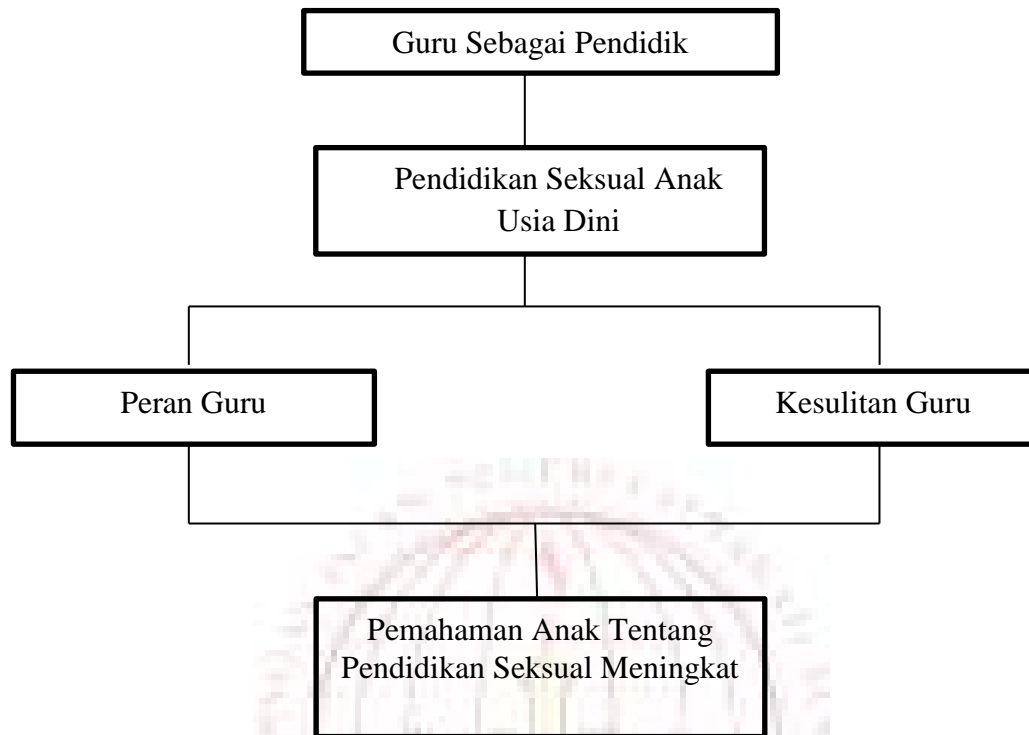 Guru Sebagai Pendidik
Pendidikan Seksual Anak
Usia Dini
Peran Guru
Kesulitan Guru
Pemahaman Anak Tentang
Pendidikan Seksual Meningkat